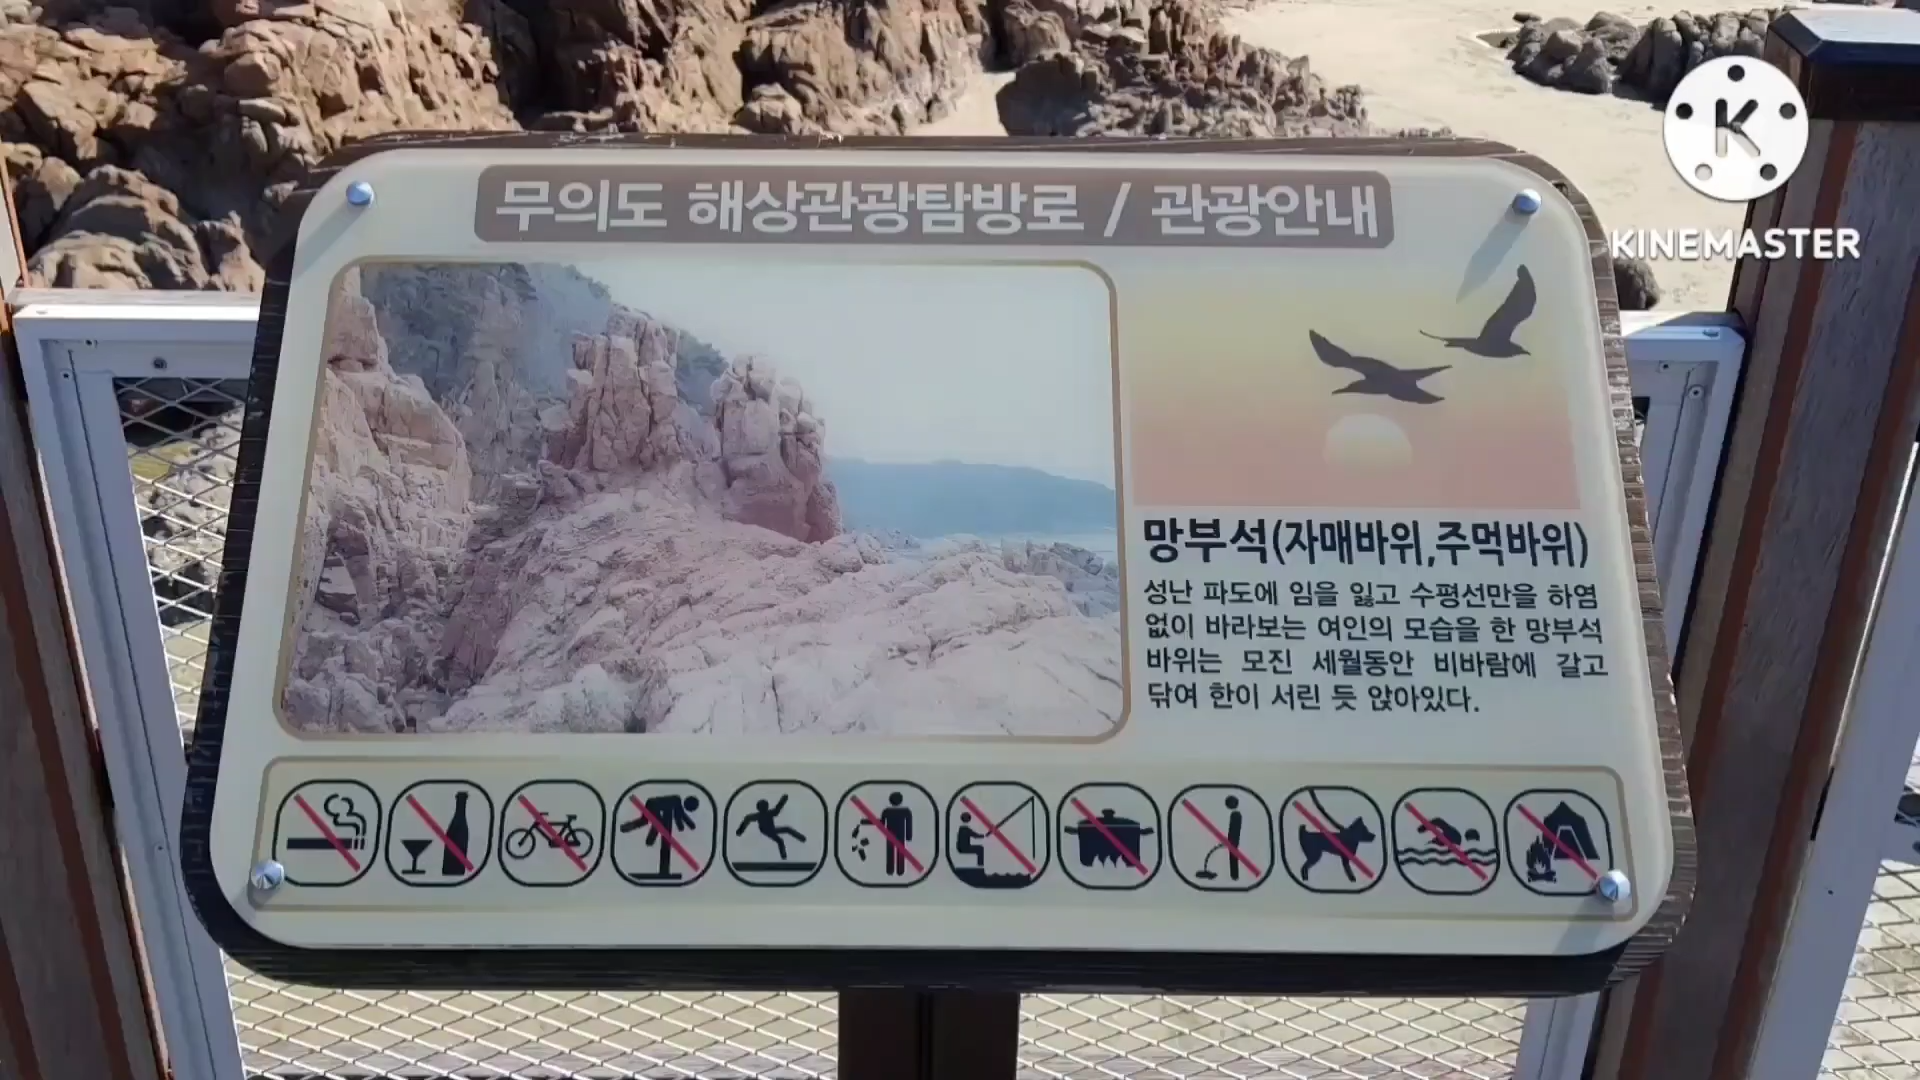 무의도 해상관광탐방로 / 관광안내
K
KINEMASTER
망부석(자매바위,주먹바위)
성난 파도에 임을 잃고 수평선만을 하염
없이 바라보는 여인의 모습을 한 망부석
바위는 모진 세월동안 비바람에 갈고
닦여 한이 서린 듯 앉아있다.